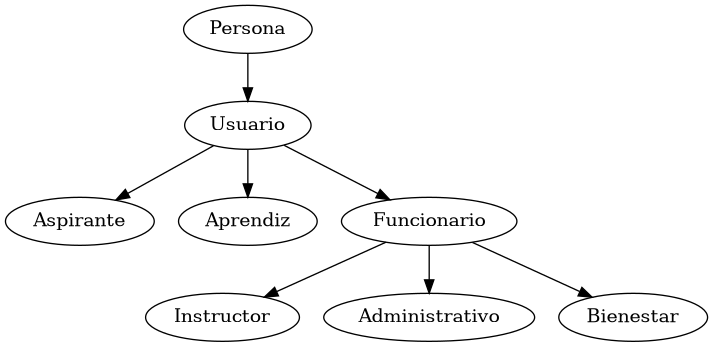 Persona
Usuario
Aspirante
Aprendiz
Funcionario
Instructor
Administrativo
Bienestar